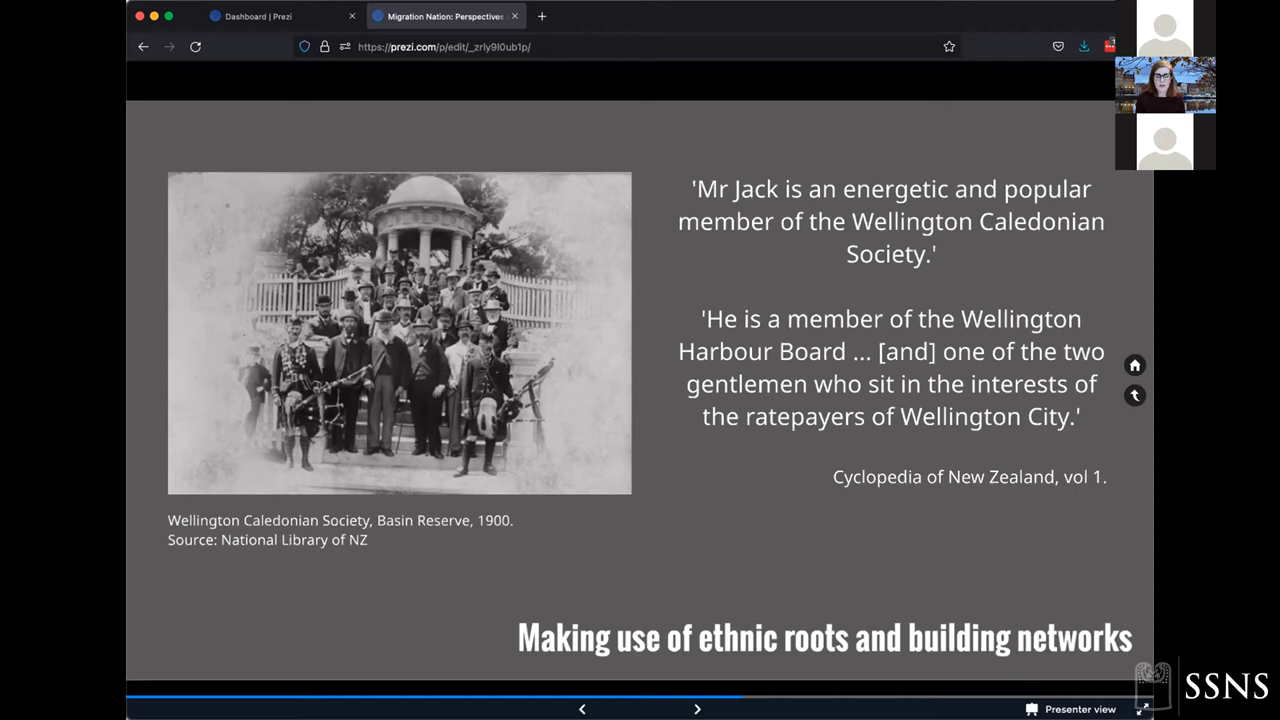 Dashboard | Prezi
Migration Nation: Perspectives
https://prezi.com/p/edit/_zrly9l0ub1p/
'Mr Jack is an energetic and popular
member of the Wellington Caledonian
Society.'
'He is a member of the Wellington
Harbour Board ... [and] one of the two
gentlemen who sit in the interests of
the ratepayers of Wellington City.'
Cyclopedia of New Zealand, vol 1.
Wellington Caledonian Society, Basin Reserve, 1900.
Source: National Library of NZ
Making use of ethnic roots and building networks
SSNS
Presenter view